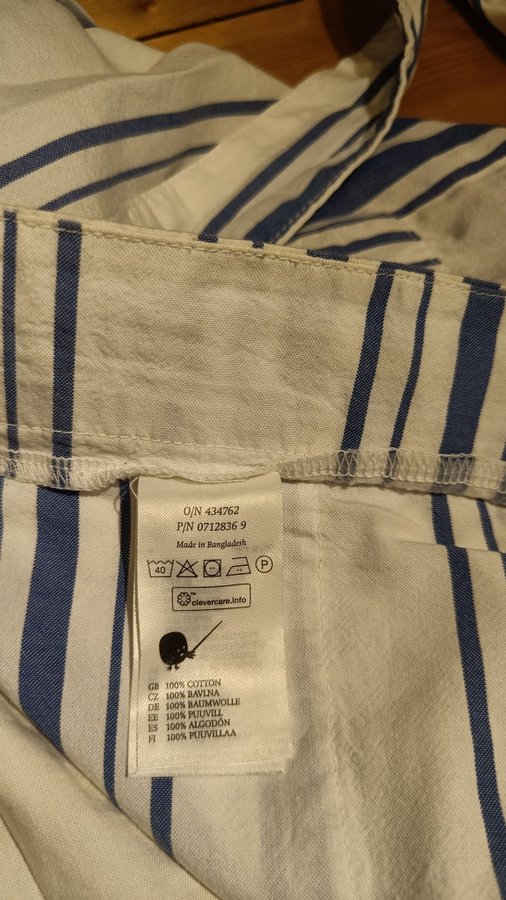 O/N 434762
P/N 0712836 9
Made in Bangladesh
40 P
™
clevercare.info
GB 100% COTTON
CZ 100% BAVLNA
DE 100% BAUMWOLLE
EE 100% PUUVILL
ES 100% ALGODÓN
FI 100% PUUVILLAA